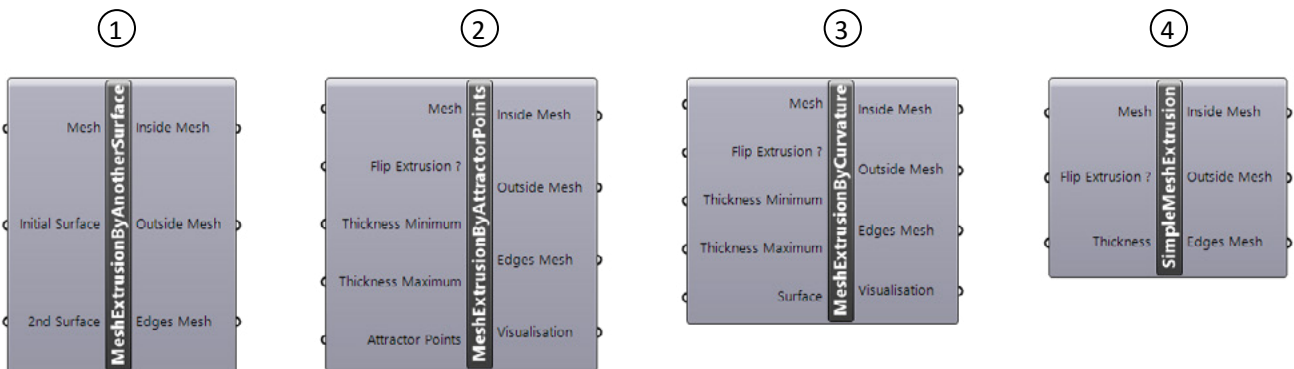 1
2
3
4
Mesh
Initial Surface
2nd Surface
MeshExtrusionByAnotherSurface
Inside Mesh
Outside Mesh
Edges Mesh
Mesh
Flip Extrusion ?
Thickness Minimum
Thickness Maximum
Attractor Points
MeshExtrusionByAttractorPoints
Inside Mesh
Outside Mesh
Edges Mesh
Visualisation
Mesh
Flip Extrusion ?
Thickness Minimum
Thickness Maximum
Surface
MeshExtrusionByCurvature
Inside Mesh
Outside Mesh
Edges Mesh
Visualisation
Mesh
Flip Extrusion ?
Thickness
SimpleMeshExtrusion
Inside Mesh
Outside Mesh
Edges Mesh